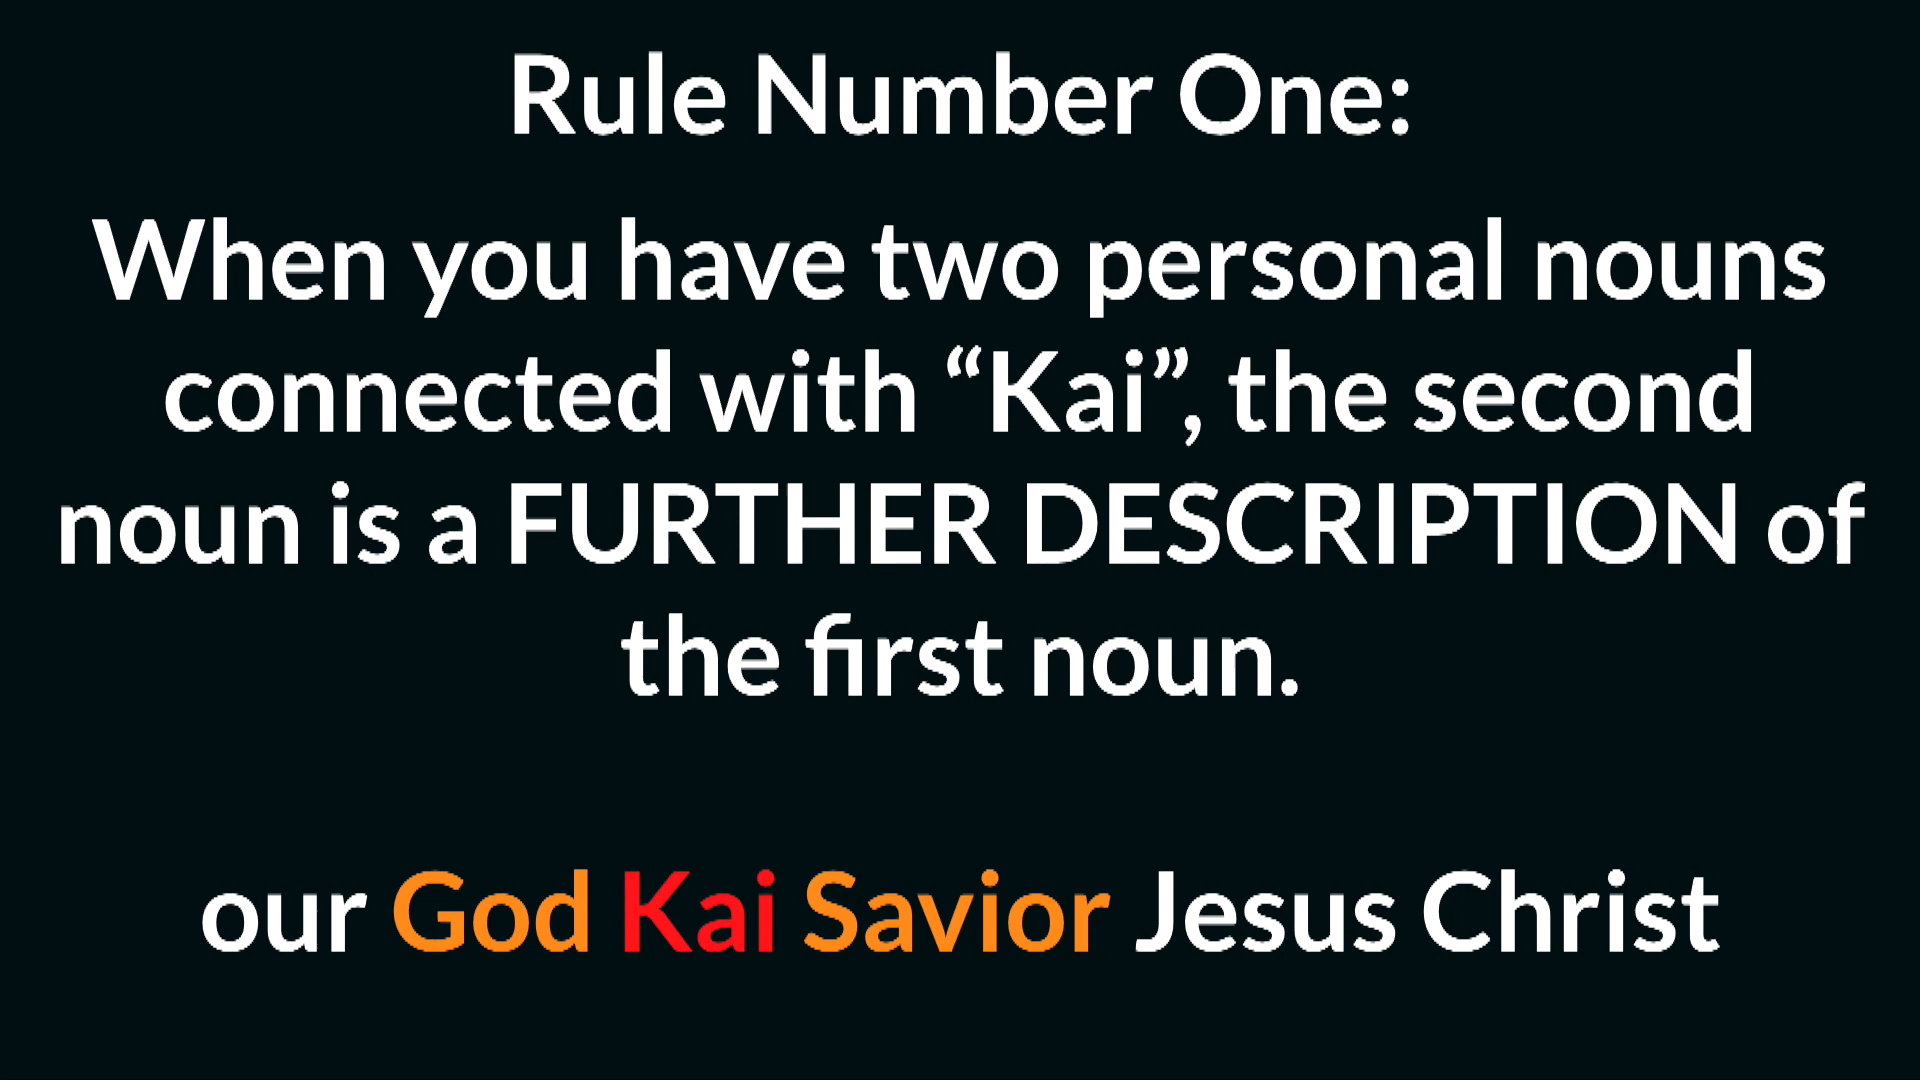 Rule Number One:
When you have two personal nouns
connected with “Kai”, the second
noun is a FURTHER DESCRIPTION of
the first noun.
our God Kai Savior Jesus Christ